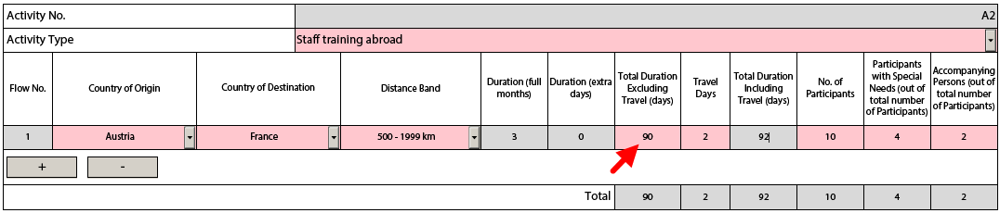 Activity No. A2
Activity Type Staff training abroad
Flow No. Country of Origin Country of Destination Distance Band Duration (full months) Duration (extra days) Total Duration Excluding Travel (days) Travel Days Total Duration Including Travel (days) No. of Participants Participants with Special Needs (out of total number of Participants) Accompanying Persons (out of total number of Participants)
1 Austria France 500 - 1999 km 3 0 90 2 92 10 4 2
+ -
Total 90 2 92 10 4 2